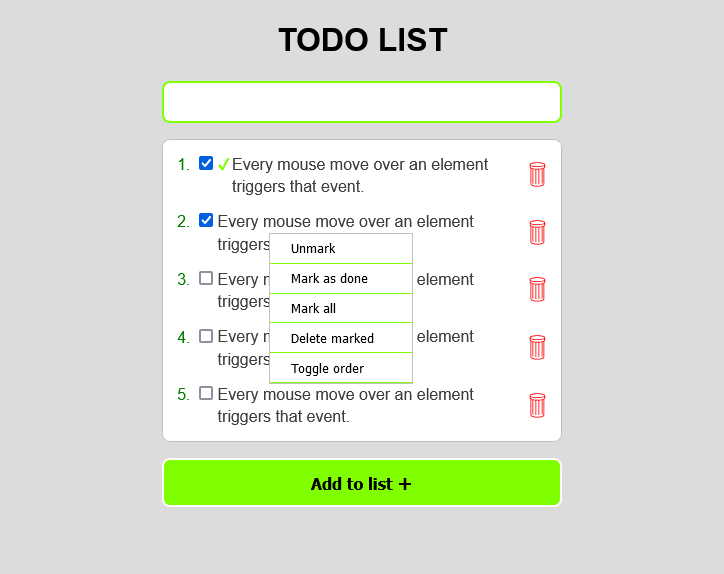 TODO LIST
1. ✓Every mouse move over an element
triggers that event.
2. Every mouse move over an element
triggers
Unmark
3. Every element
Mark as done
triggers
Mark all
4. Every element
Delete marked
triggers
Toggle order
5. Every mouse move over an element
triggers that event.
Add to list +